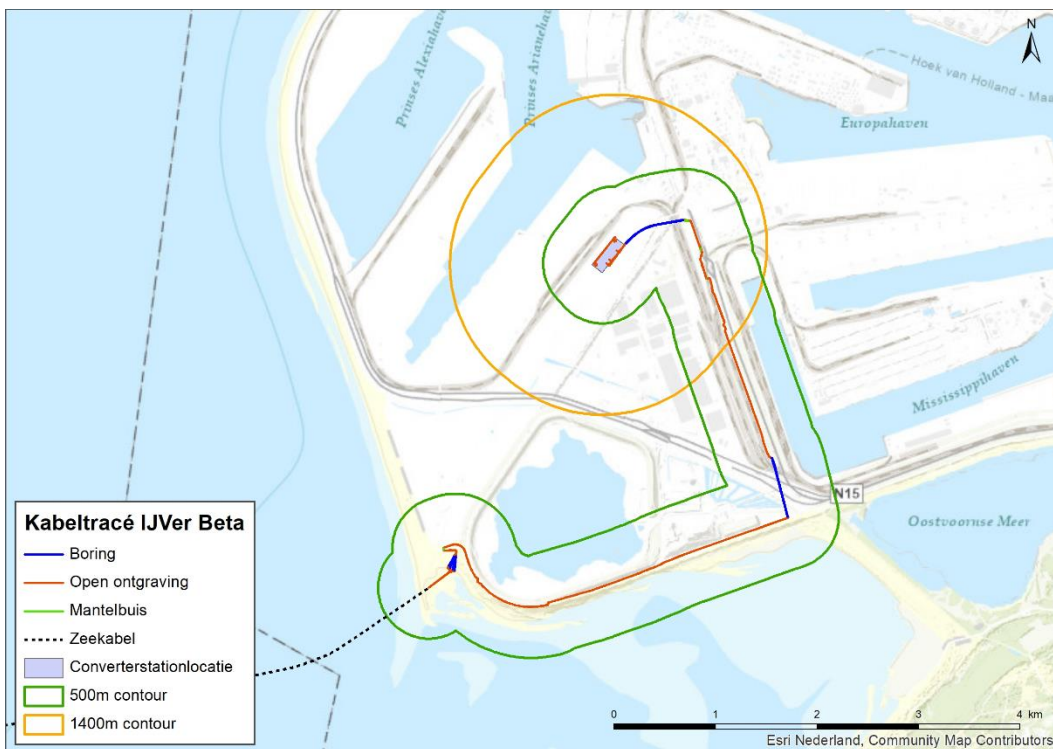 N
Prinses Alexiahaven
Prinses Arianehaven
Hoek van Holland - Maa
Europahaven
Mississippihaven
N15
Oostvoornse Meer
Kabeltracé IJVer Beta
Boring
Open ontgraving
Mantelbuis
Zeekabel
Converterstationlocatie
500m contour
1400m contour
0 1 2 3 4 km
Esri Nederland, Community Map Contributors